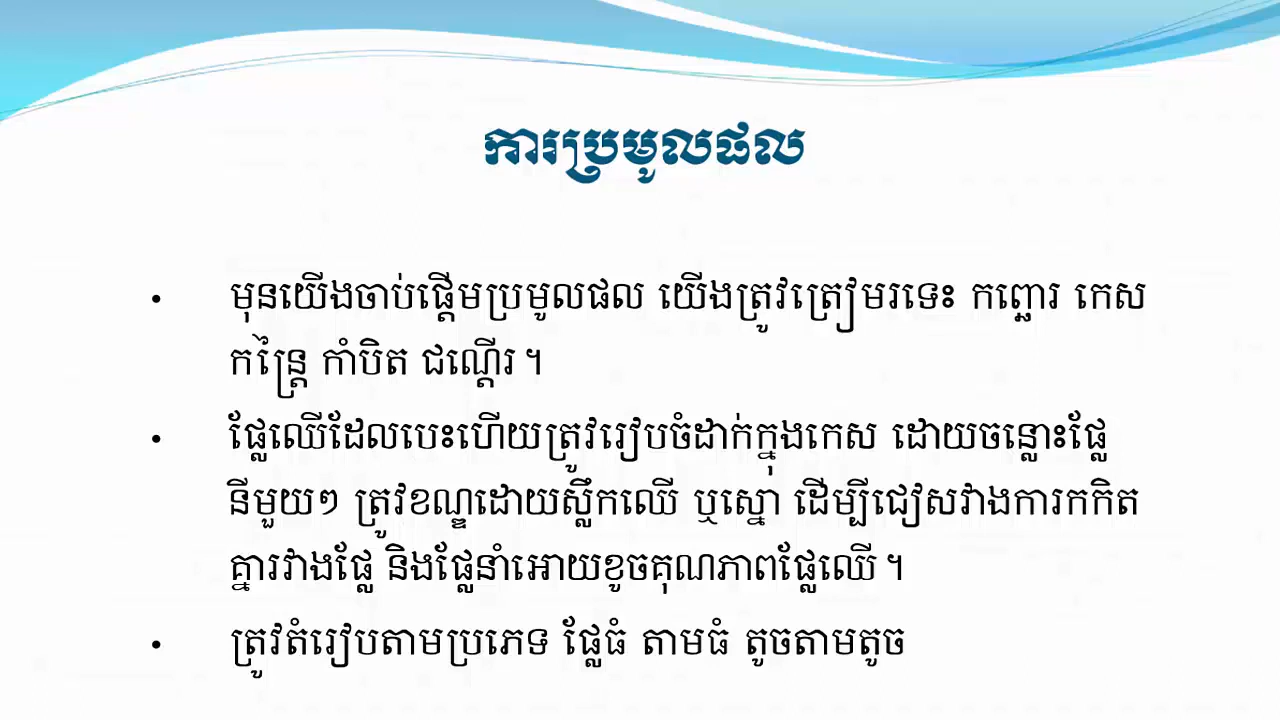 ការប្រមូលផល
• មុនយើងចាប់ផ្ដើមប្រមូលផល យើងត្រូវត្រៀមរទេះ កព្ឆោរ កេស
កន្ត្រៃ កាំបិត ជណ្ដើរ។
• ផ្លែឈើដែលបេះហើយត្រូវរៀបចំដាក់ក្នុងកេស ដោយចន្លោះផ្លែ
នីមួយៗ ត្រូវខណ្ឌដោយស្លឹកឈើ ឬស្នោ ដើម្បីជៀសវាងការកកិត
គ្នារវាងផ្លែ និងផ្លែនាំអោយខូចគុណភាពផ្លែឈើ។
• ត្រូវតំរៀបតាមប្រភេទ ផ្លែធំ តាមធំ តូចតាមតូច